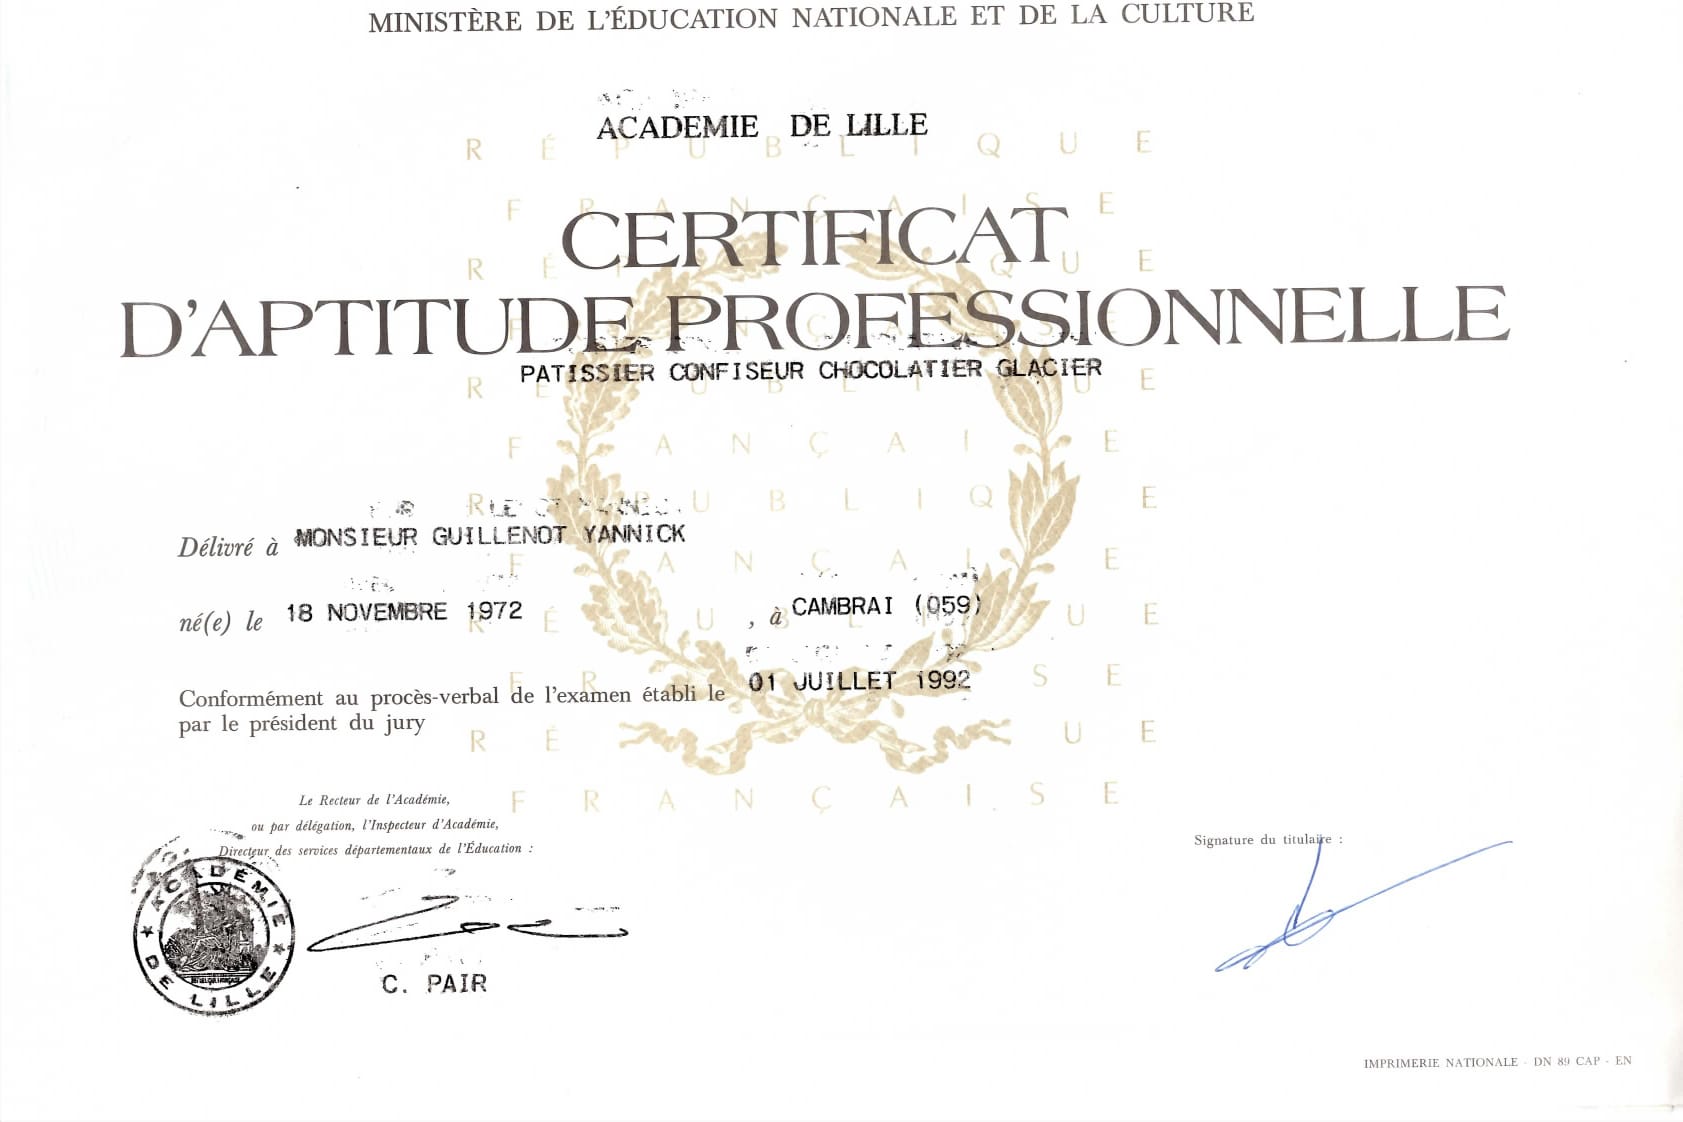 MINISTÈRE DE L'ÉDUCATION NATIONALE ET DE LA CULTURE
ACADEMIE DE LILLE
RÉPUBLIQUE
FRANÇAISE
CERTIFICAT
D'APTITUDE PROFESSIONNELLE
PATISSIER CONFISEUR CHOCOLATIER GLACIER
Délivré à MONSIEUR GUILLENOT YANNICK
né(e) le 18 NOVEMBRE 1972 , à CAMBRAI (059)
Conformément au procès-verbal de l'examen établi le 01 JUILLET 1992
par le président du jury
RÉPUBLIQUE
FRANÇAISE
Le Recteur de l'Académie,
ou par délégation, l'Inspecteur d'Académie,
Directeur des services départementaux de l'Éducation :
Signature du titulaire :
ACADÉMIE
DE LILLE
C. PAIR
IMPRIMERIE NATIONALE - DN 89 CAP - EN